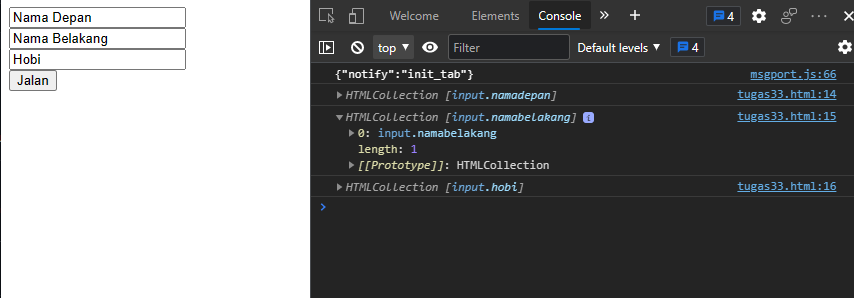 Nama Depan
Nama Belakang
Hobi
Jalan
Welcome Elements Console » +
top ▼ Filter Default levels ▼ 4
4
{"notify":"init_tab"} msgport.js:66
HTMLCollection [input.namadepan] tugas33.html:14
HTMLCollection [input.namabelakang] i tugas33.html:15
0: input.namabelakang
length: 1
[[Prototype]]: HTMLCollection
HTMLCollection [input.hobi] tugas33.html:16
>